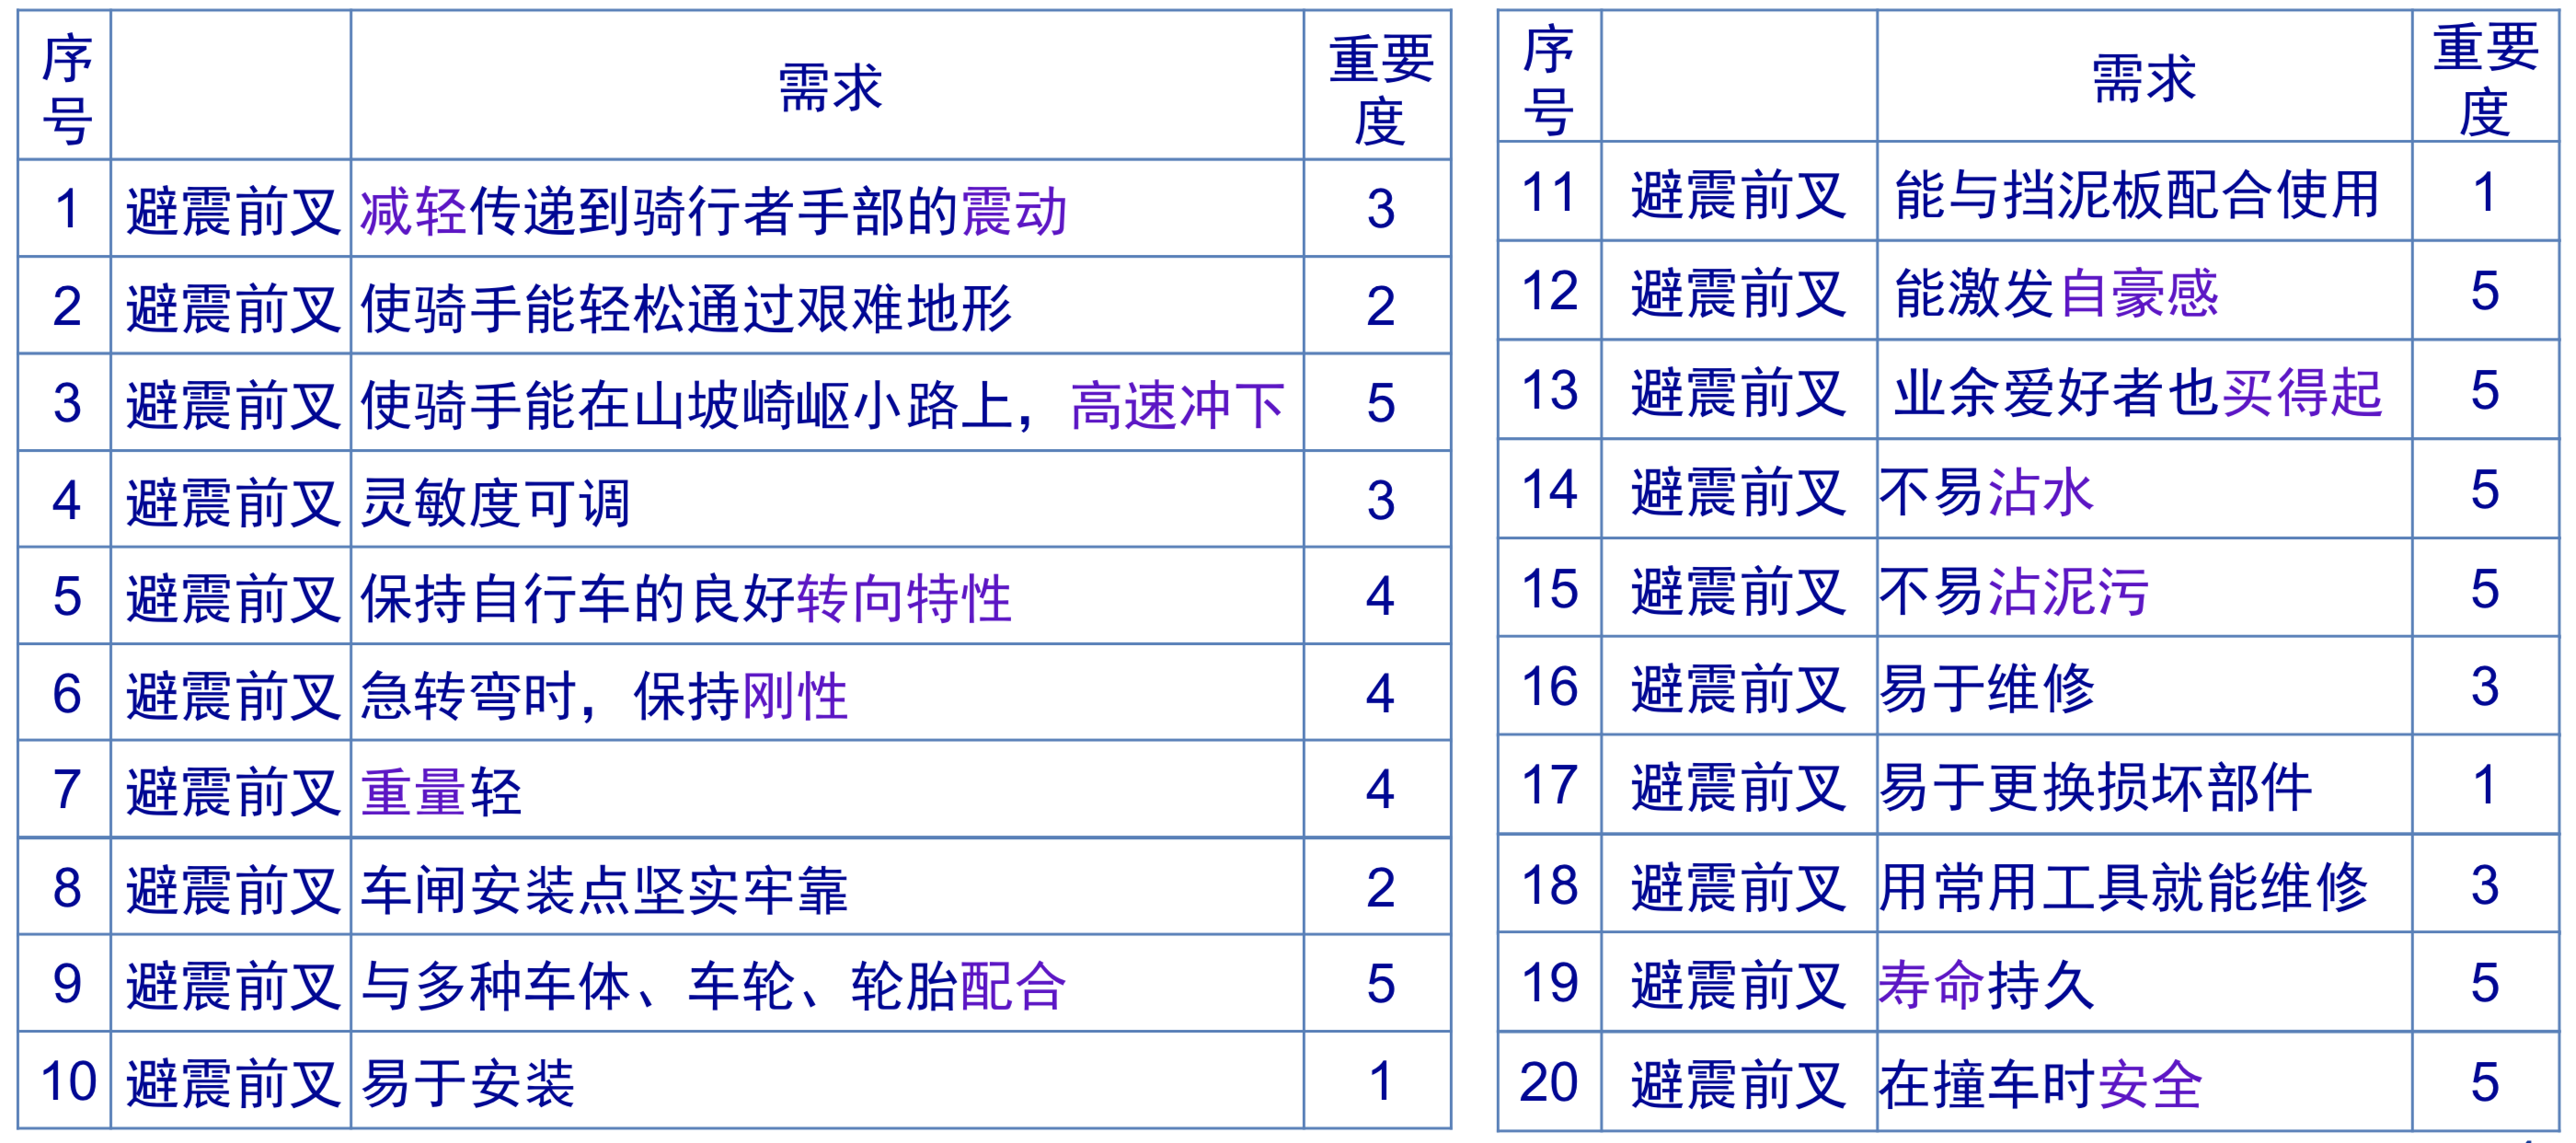 序号 需求 重要度
1 避震前叉 减轻传递到骑行者手部的震动 3
2 避震前叉 使骑手能轻松通过艰难地形 2
3 避震前叉 使骑手能在山坡崎岖小路上，高速冲下 5
4 避震前叉 灵敏度可调 3
5 避震前叉 保持自行车的良好转向特性 4
6 避震前叉 急转弯时，保持刚性 4
7 避震前叉 重量轻 4
8 避震前叉 车闸安装点坚实牢靠 2
9 避震前叉 与多种车体、车轮、轮胎配合 5
10 避震前叉 易于安装 1
序号 需求 重要度
11 避震前叉 能与挡泥板配合使用 1
12 避震前叉 能激发自豪感 5
13 避震前叉 业余爱好者也买得起 5
14 避震前叉 不易沾水 5
15 避震前叉 不易沾泥污 5
16 避震前叉 易于维修 3
17 避震前叉 易于更换损坏部件 1
18 避震前叉 用常用工具就能维修 3
19 避震前叉 寿命持久 5
20 避震前叉 在撞车时安全 5